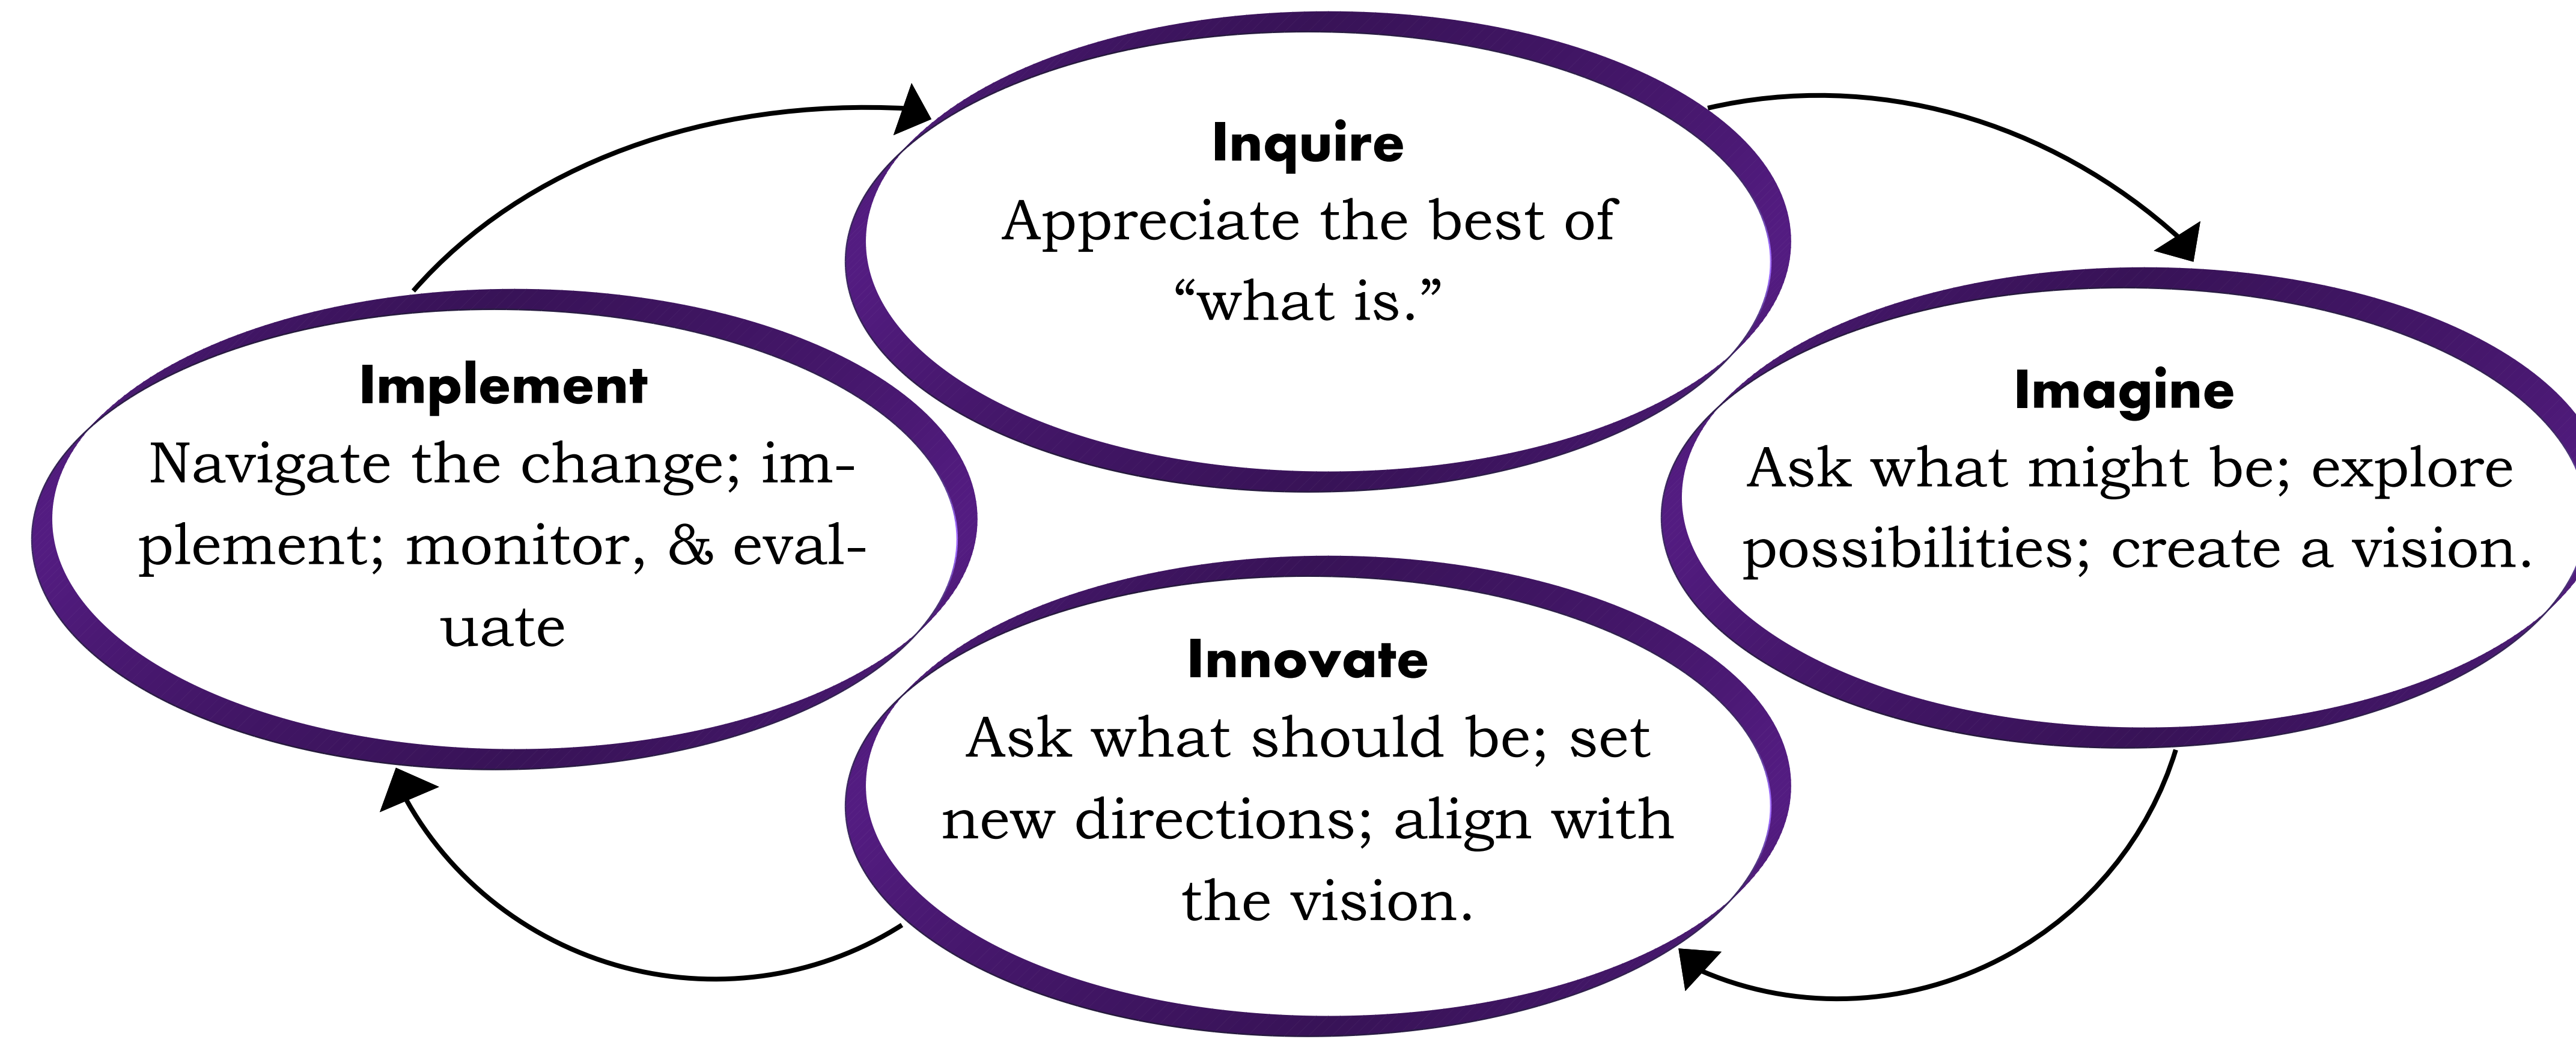 Inquire
Appreciate the best of
“what is.”
Imagine
Ask what might be; explore
possibilities; create a vision.
Innovate
Ask what should be; set
new directions; align with
the vision.
Implement
Navigate the change; im-
plement; monitor, & eval-
uate